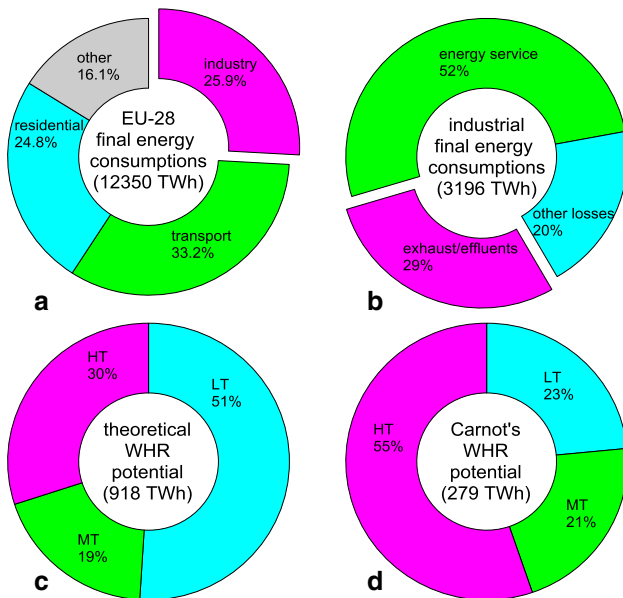 other
16.1%
industry
25.9%
residential
24.8%
EU-28
final energy
consumptions
(12350 TWh)
transport
33.2%
a
energy service
52%
industrial
final energy
consumptions
(3196 TWh)
other losses
20%
exhaust/effluents
29%
b
HT
30%
LT
51%
theoretical
WHR
potential
(918 TWh)
MT
19%
c
LT
23%
HT
55%
Carnot's
WHR
potential
(279 TWh)
MT
21%
d